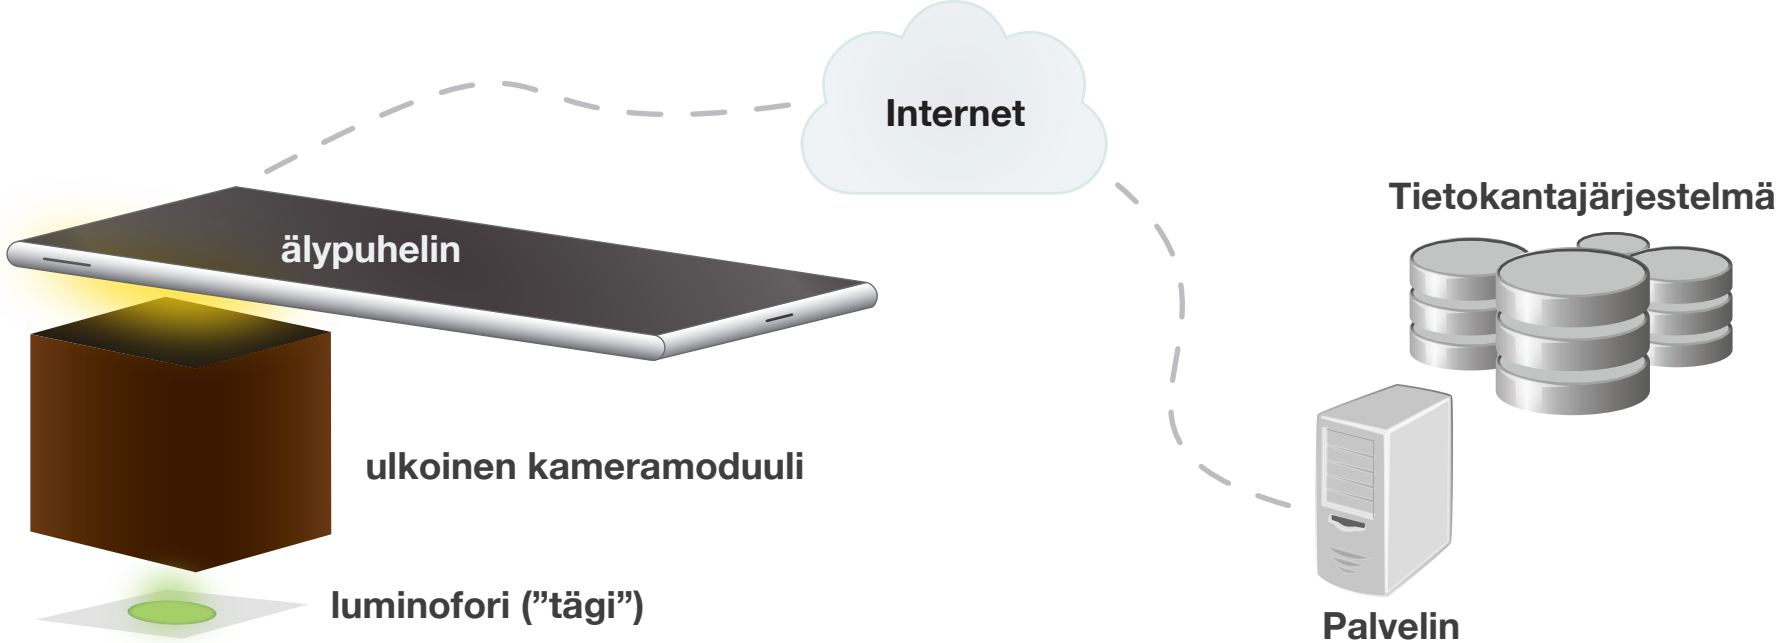 Internet
Tietokantajärjestelmä
älypuhelin
ulkoinen kameramoduuli
luminofori (”tägi”)
Palvelin